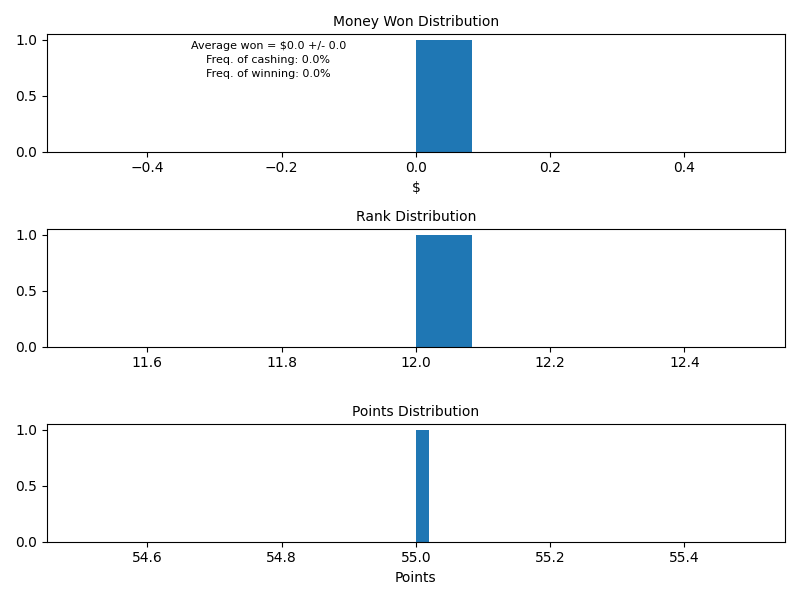 Money Won Distribution
1.0
Average won = $0.0 +/- 0.0
Freq. of cashing: 0.0%
Freq. of winning: 0.0%
0.5
0.0
−0.4 −0.2 0.0 0.2 0.4
$
Rank Distribution
1.0
0.5
0.0
11.6 11.8 12.0 12.2 12.4
Points Distribution
1.0
0.5
0.0
54.6 54.8 55.0 55.2 55.4
Points